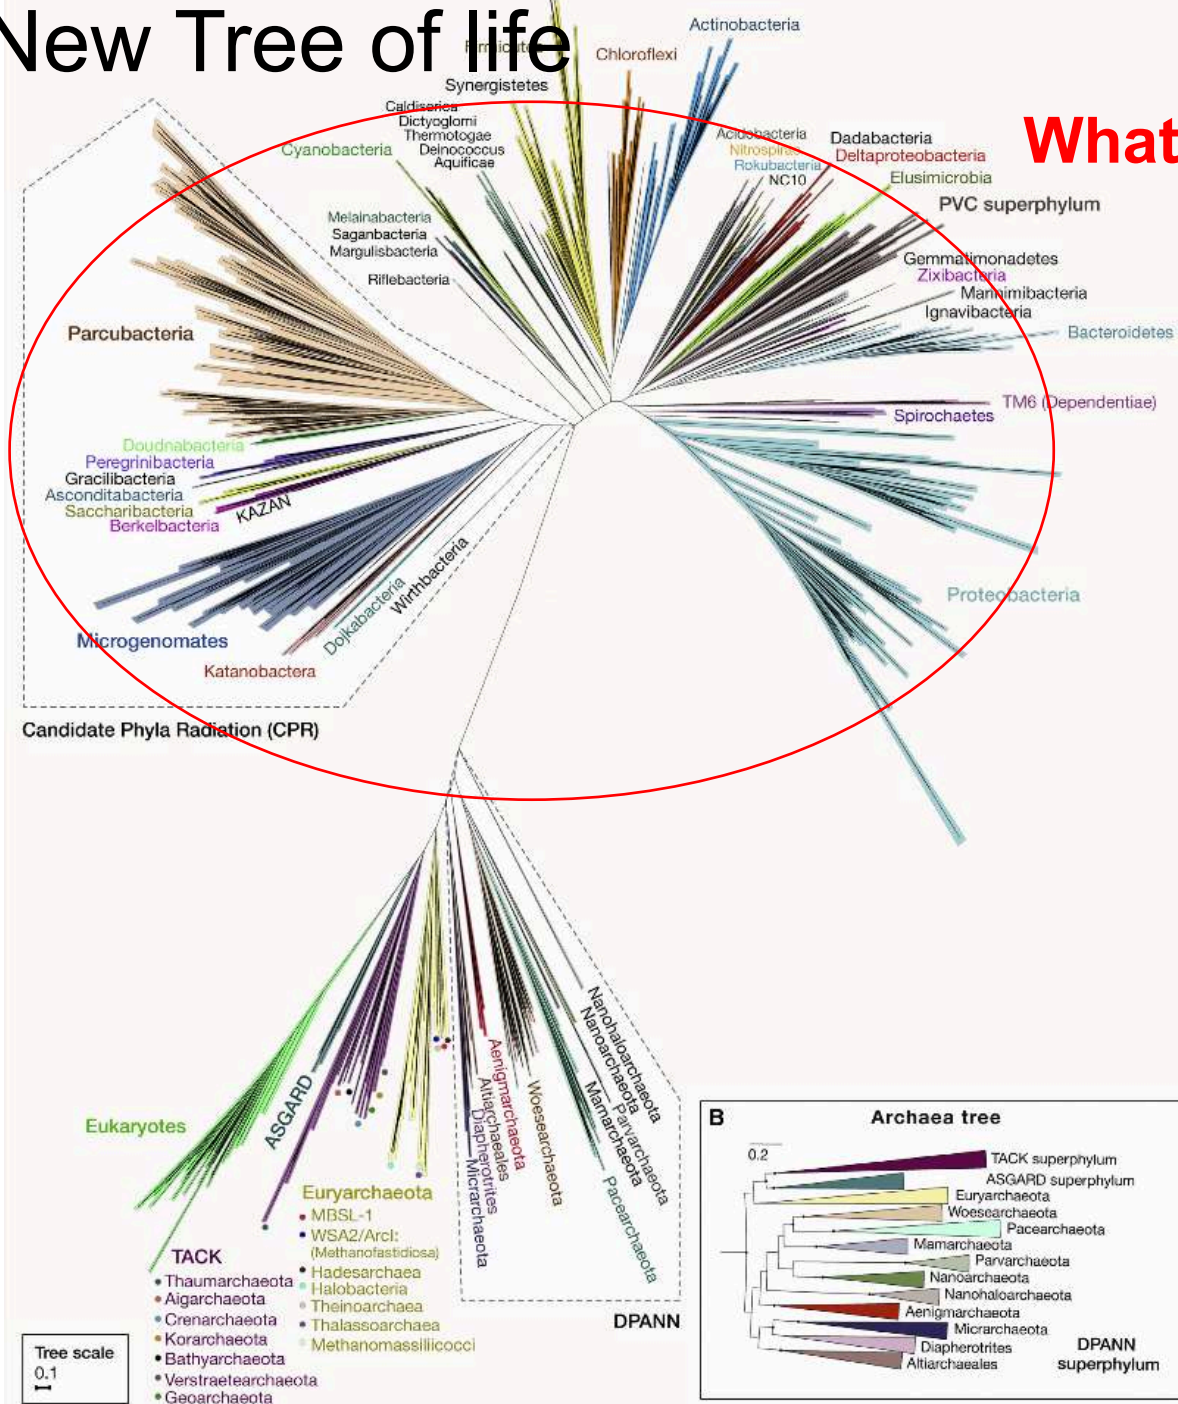 New Tree of life
What
Actinobacteria
Firmicutes
Chloroflexi
Synergistetes
Caldiserica
Dictyoglomi
Thermotogae
Deinococcus
Aquificae
Cyanobacteria
Melainabacteria
Saganbacteria
Margulisbacteria
Riflebacteria
Acidobacteria
Nitrospirae
Rokubacteria
NC10
Dadabacteria
Deltaproteobacteria
Elusimicrobia
PVC superphylum
Gemmatimonadetes
Zixibacteria
Marinimibacteria
Ignavibacteria
Bacteroidetes
TM6 (Dependentiae)
Spirochaetes
Proteobacteria
Parcubacteria
Doudnabacteria
Peregrinibacteria
Gracilibacteria
Asconditabacteria
Saccharibacteria
Berkelbacteria
KAZAN
Microgenomates
Katanobactera
Dojkabacteria
Wirthbacteria
Candidate Phyla Radiation (CPR)
Eukaryotes
ASGARD
TACK
Thaumarchaeota
Aigarchaeota
Crenarchaeota
Korarchaeota
Bathyarchaeota
Verstraetearchaeota
Geoarchaeota
Euryarchaeota
MBSL-1
WSA2/ArcI:
(Methanofastidiosa)
Hadesarchaea
Halobacteria
Theinoarchaea
Thalassoarchaea
Methanomassiliicocci
Micrarchaeota
Diapherotrites
Altiarchaeales
Aenigmarchaeota
Woesearchaeota
Pacearchaeota
Mamarchaeota
Parvarchaeota
Nanoarchaeota
Nanohaloarchaeota
DPANN
Tree scale
0.1
B
Archaea tree
0.2
TACK superphylum
ASGARD superphylum
Euryarchaeota
Woesearchaeota
Pacearchaeota
Mamarchaeota
Parvarchaeota
Nanoarchaeota
Nanohaloarchaeota
Aenigmarchaeota
Micrarchaeota
Diapherotrites
Altiarchaeales
DPANN
superphylum